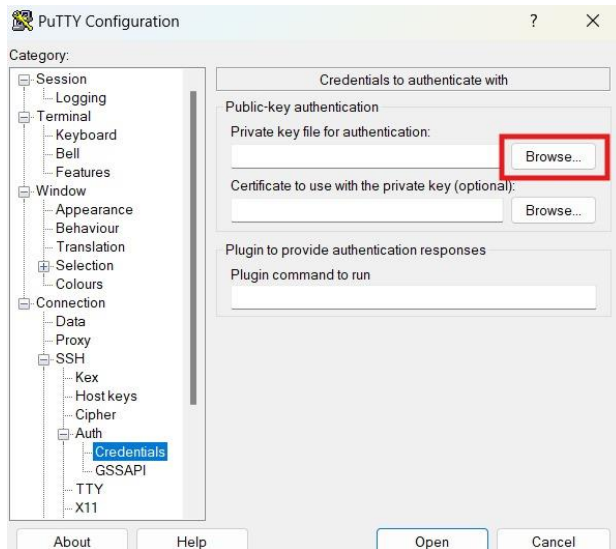 PuTTY Configuration
?
Category:
Session
Logging
Terminal
Keyboard
Bell
Features
Window
Appearance
Behaviour
Translation
Selection
Colours
Connection
Data
Proxy
SSH
Kex
Host keys
Cipher
Auth
Credentials
GSSAPI
TTY
X11
Credentials to authenticate with
Public-key authentication
Private key file for authentication:
Browse...
Certificate to use with the private key (optional):
Browse...
Plugin to provide authentication responses
Plugin command to run
About
Help
Open
Cancel